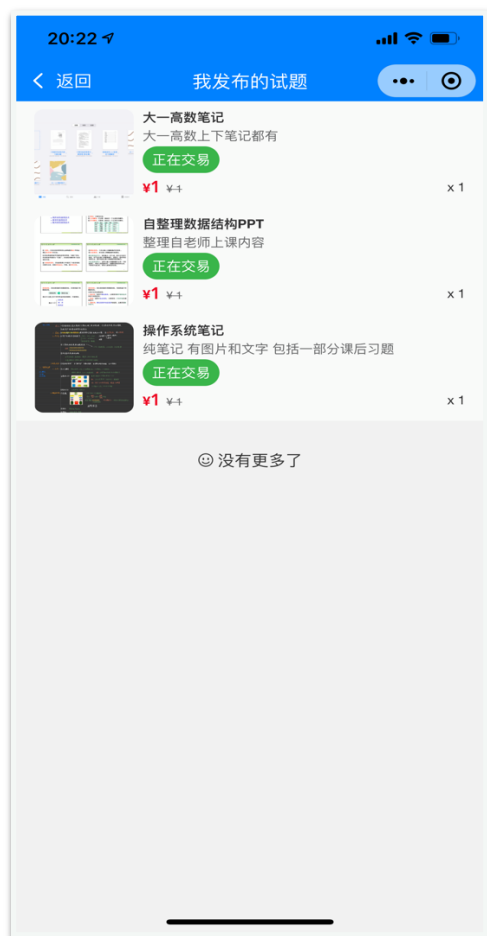 20:22
返回
我发布的试题
大一高数笔记
大一高数上下笔记都有
正在交易
¥1 ¥1
x 1
自整理数据结构PPT
整理自老师上课内容
正在交易
¥1 ¥1
x 1
操作系统笔记
纯笔记 有图片和文字 包括一部分课后习题
正在交易
¥1 ¥1
x 1
没有更多了